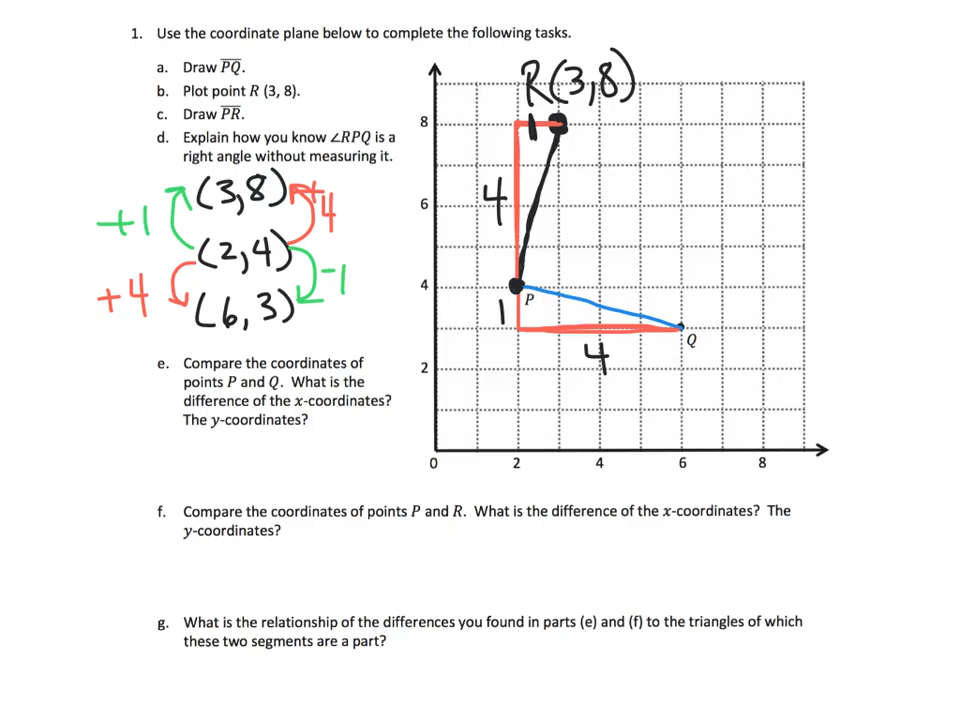 1. Use the coordinate plane below to complete the following tasks.
a. Draw P̅Q̅.
b. Plot point R (3, 8).
c. Draw P̅R̅.
d. Explain how you know ∠RPQ is a
right angle without measuring it.
(3,8)
+1
+4
(2,4)
+4
-1
(6,3)
e. Compare the coordinates of
points P and Q. What is the
difference of the x-coordinates?
The y-coordinates?
R(3,8)
8
1
4
6
4
P
1
Q
4
2
0 2 4 6 8
f. Compare the coordinates of points P and R. What is the difference of the x-coordinates? The
y-coordinates?
g. What is the relationship of the differences you found in parts (e) and (f) to the triangles of which
these two segments are a part?